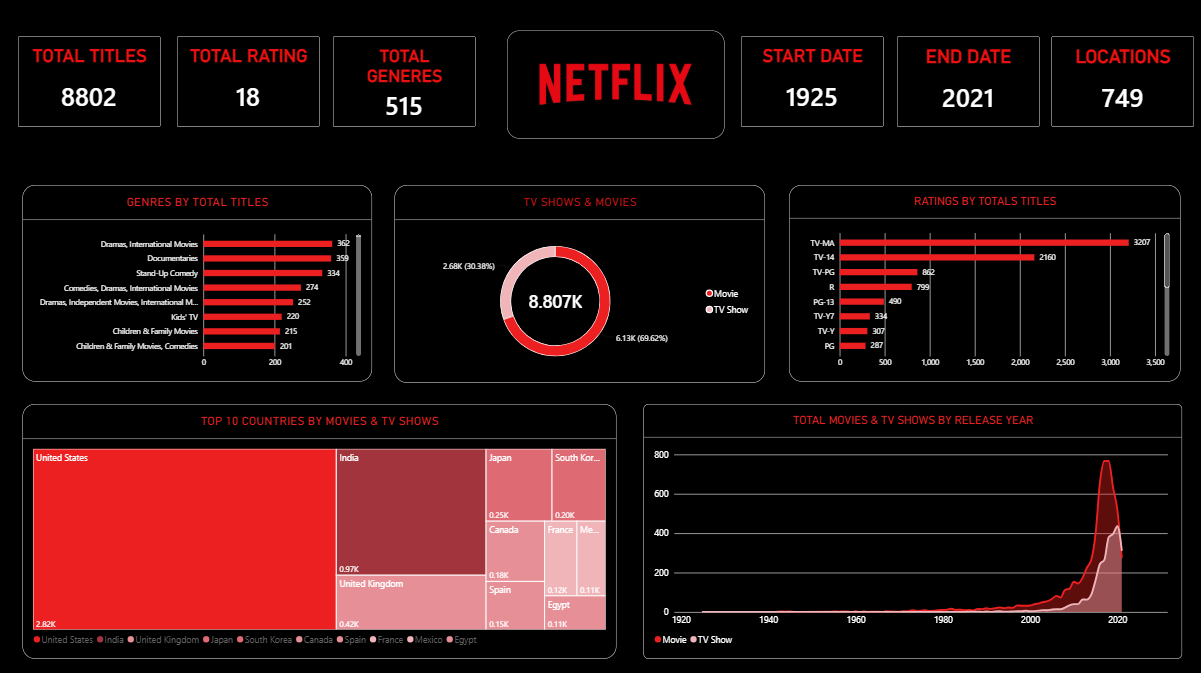 TOTAL TITLES
8802
TOTAL RATING
18
TOTAL
GENERES
515
NETFLIX
START DATE
1925
END DATE
2021
LOCATIONS
749
GENRES BY TOTAL TITLES
Dramas, International Movies 362
Documentaries 359
Stand-Up Comedy 334
Comedies, Dramas, International Movies 274
Dramas, Independent Movies, International M... 252
Kids' TV 220
Children & Family Movies 215
Children & Family Movies, Comedies 201
0 200 400
TV SHOWS & MOVIES
2.68K (30.38%)
8.807K
6.13K (69.62%)
Movie
TV Show
RATINGS BY TOTALS TITLES
TV-MA 3207
TV-14 2160
TV-PG 862
R 799
PG-13 490
TV-Y7 334
TV-Y 307
PG 287
0 500 1,000 1,500 2,000 2,500 3,000 3,500
TOP 10 COUNTRIES BY MOVIES & TV SHOWS
United States
2.82K
India
0.97K
United Kingdom
0.42K
Japan
0.25K
South Kor...
0.20K
Canada
0.18K
Spain
0.15K
France
0.12K
Me...
0.11K
Egypt
0.11K
United States India United Kingdom Japan South Korea Canada Spain France Mexico Egypt
TOTAL MOVIES & TV SHOWS BY RELEASE YEAR
800
600
400
200
0
1920 1940 1960 1980 2000 2020
Movie TV Show